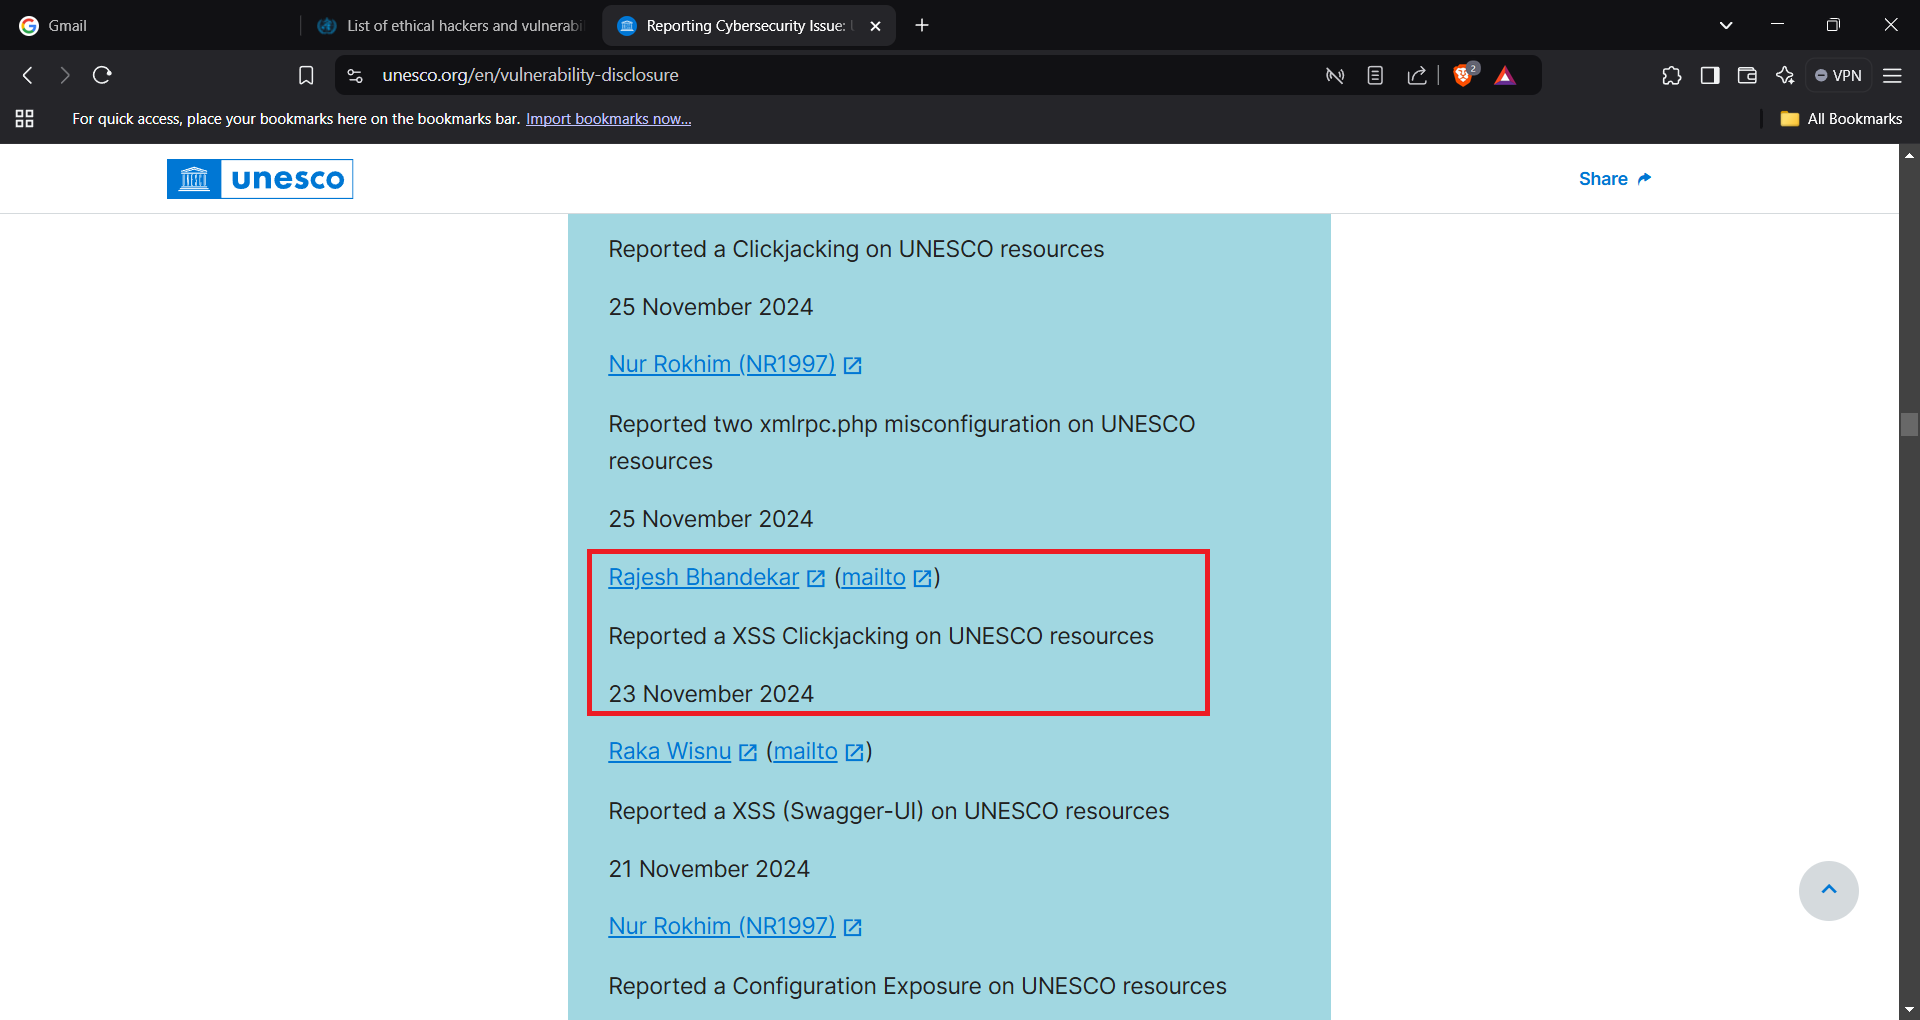 Gmail
List of ethical hackers and vulnerabi
Reporting Cybersecurity Issue:
unesco.org/en/vulnerability-disclosure
2
VPN
For quick access, place your bookmarks here on the bookmarks bar. Import bookmarks now...
All Bookmarks
unesco
Share
Reported a Clickjacking on UNESCO resources
25 November 2024
Nur Rokhim (NR1997)
Reported two xmlrpc.php misconfiguration on UNESCO
resources
25 November 2024
Rajesh Bhandekar (mailto)
Reported a XSS Clickjacking on UNESCO resources
23 November 2024
Raka Wisnu (mailto)
Reported a XSS (Swagger-UI) on UNESCO resources
21 November 2024
Nur Rokhim (NR1997)
Reported a Configuration Exposure on UNESCO resources